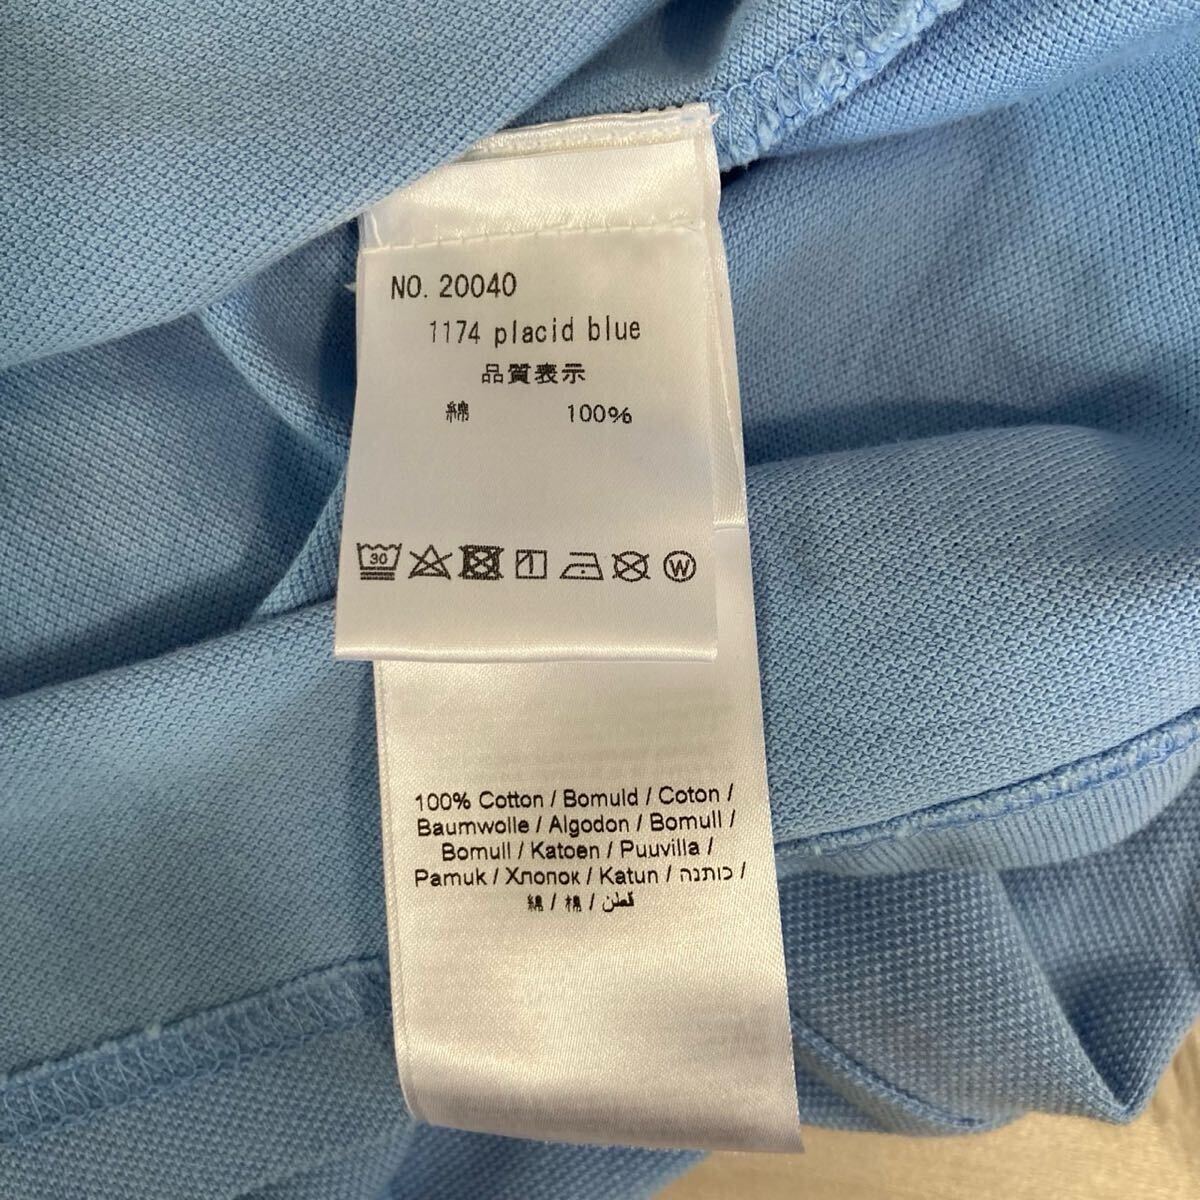 NO. 20040
1174 placid blue
品質表示
綿 100%
30
W
100% Cotton / Bomuld / Coton /
Baumwolle / Algodon / Bomull /
Bomull / Katoen / Puuvilla /
Pamuk / Хлопок / Katun / כותנה /
綿 / 棉 / قطن